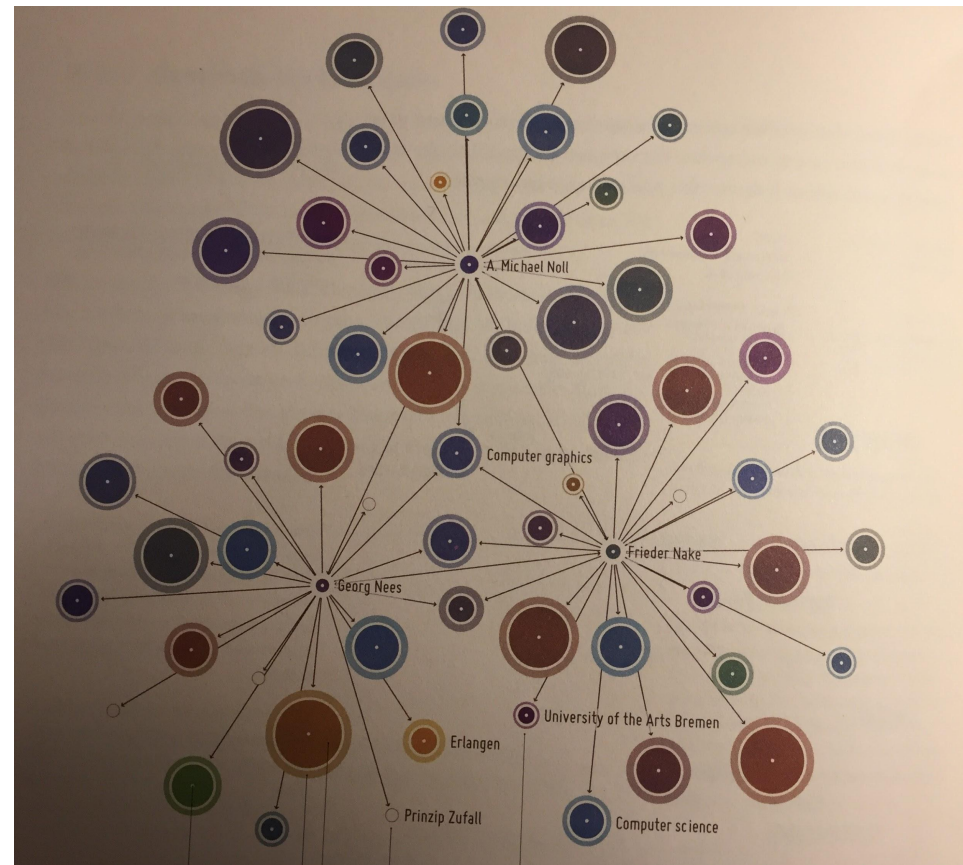 A. Michael Noll
Computer graphics
Frieder Nake
Georg Nees
University of the Arts Bremen
Erlangen
Prinzip Zufall
Computer science